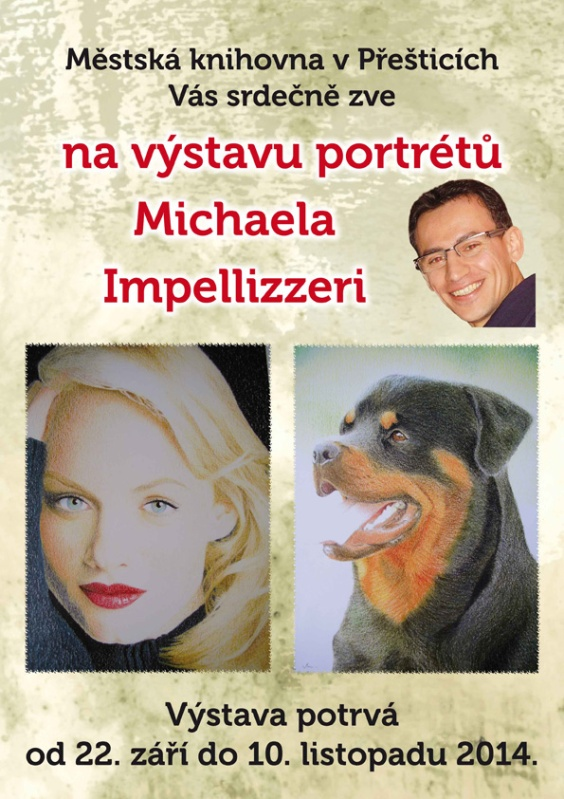 Městská knihovna v Přešticích
Vás srdečně zve
na výstavu portrétů
Michaela
Impellizzeri
Výstava potrvá
od 22. září do 10. listopadu 2014.